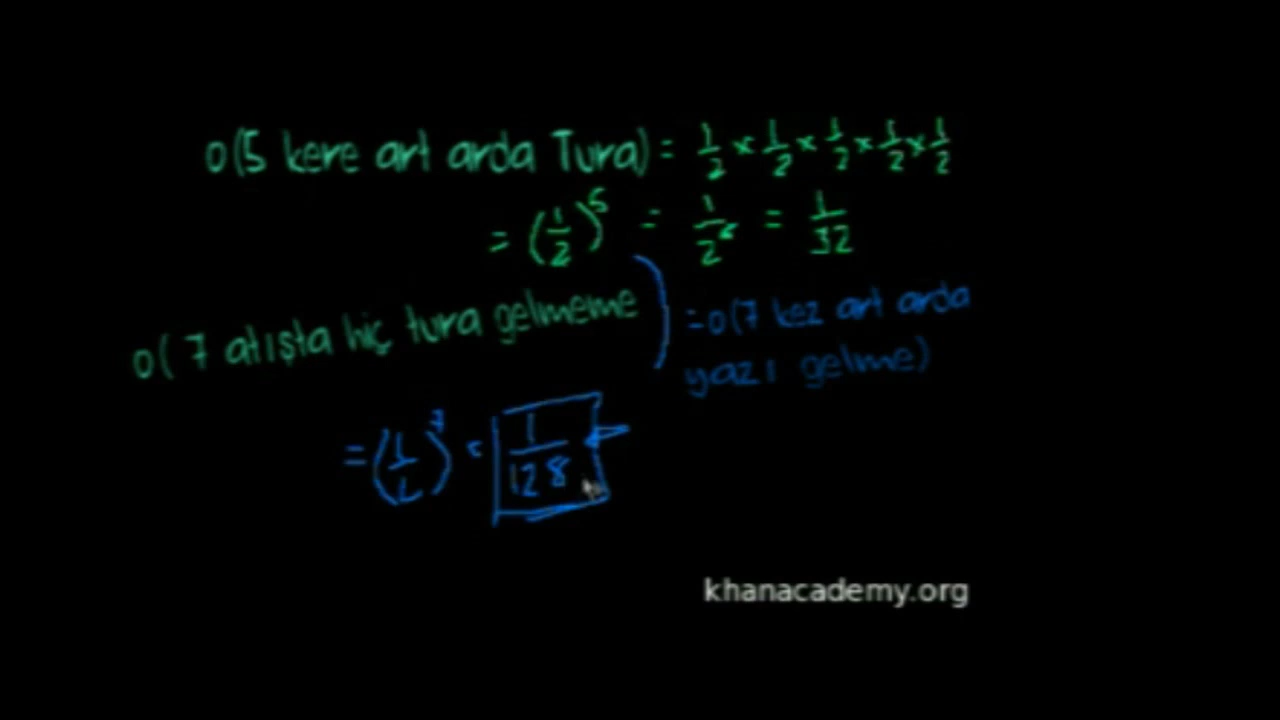 o(5 kere art arda Tura) = 1/2 × 1/2 × 1/2 × 1/2 × 1/2
= (1/2)^5 = 1/2^5 = 1/32
o( 7 atışta hiç tura gelmeme ) = o(7 kez art arda
yazı gelme)
= (1/2)^7 = 1/128
khanacademy.org